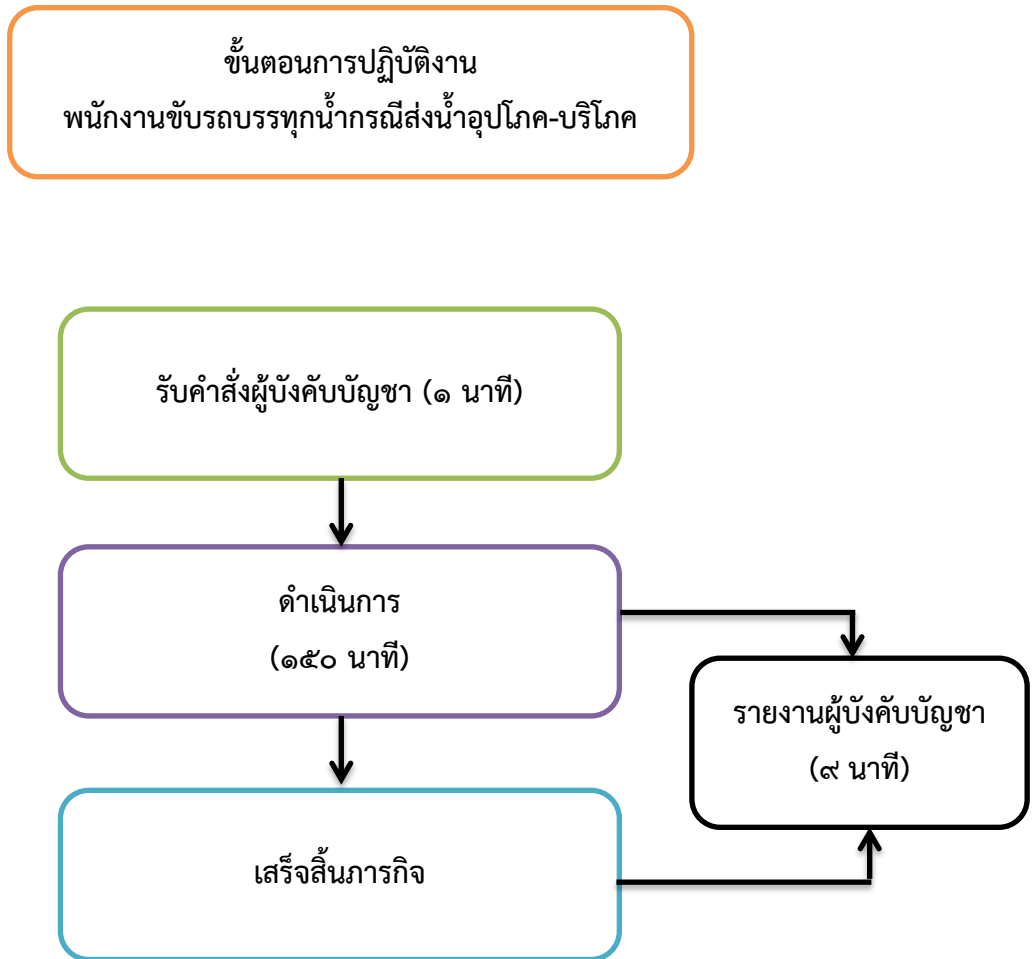 ขั้นตอนการปฏิบัติงาน
พนักงานขับรถบรรทุกน้ำกรณีส่งน้ำอุปโภค-บริโภค
รับคำสั่งผู้บังคับบัญชา (๑ นาที)
ดำเนินการ
(๑๕๐ นาที)
รายงานผู้บังคับบัญชา
(๙ นาที)
เสร็จสิ้นภารกิจ